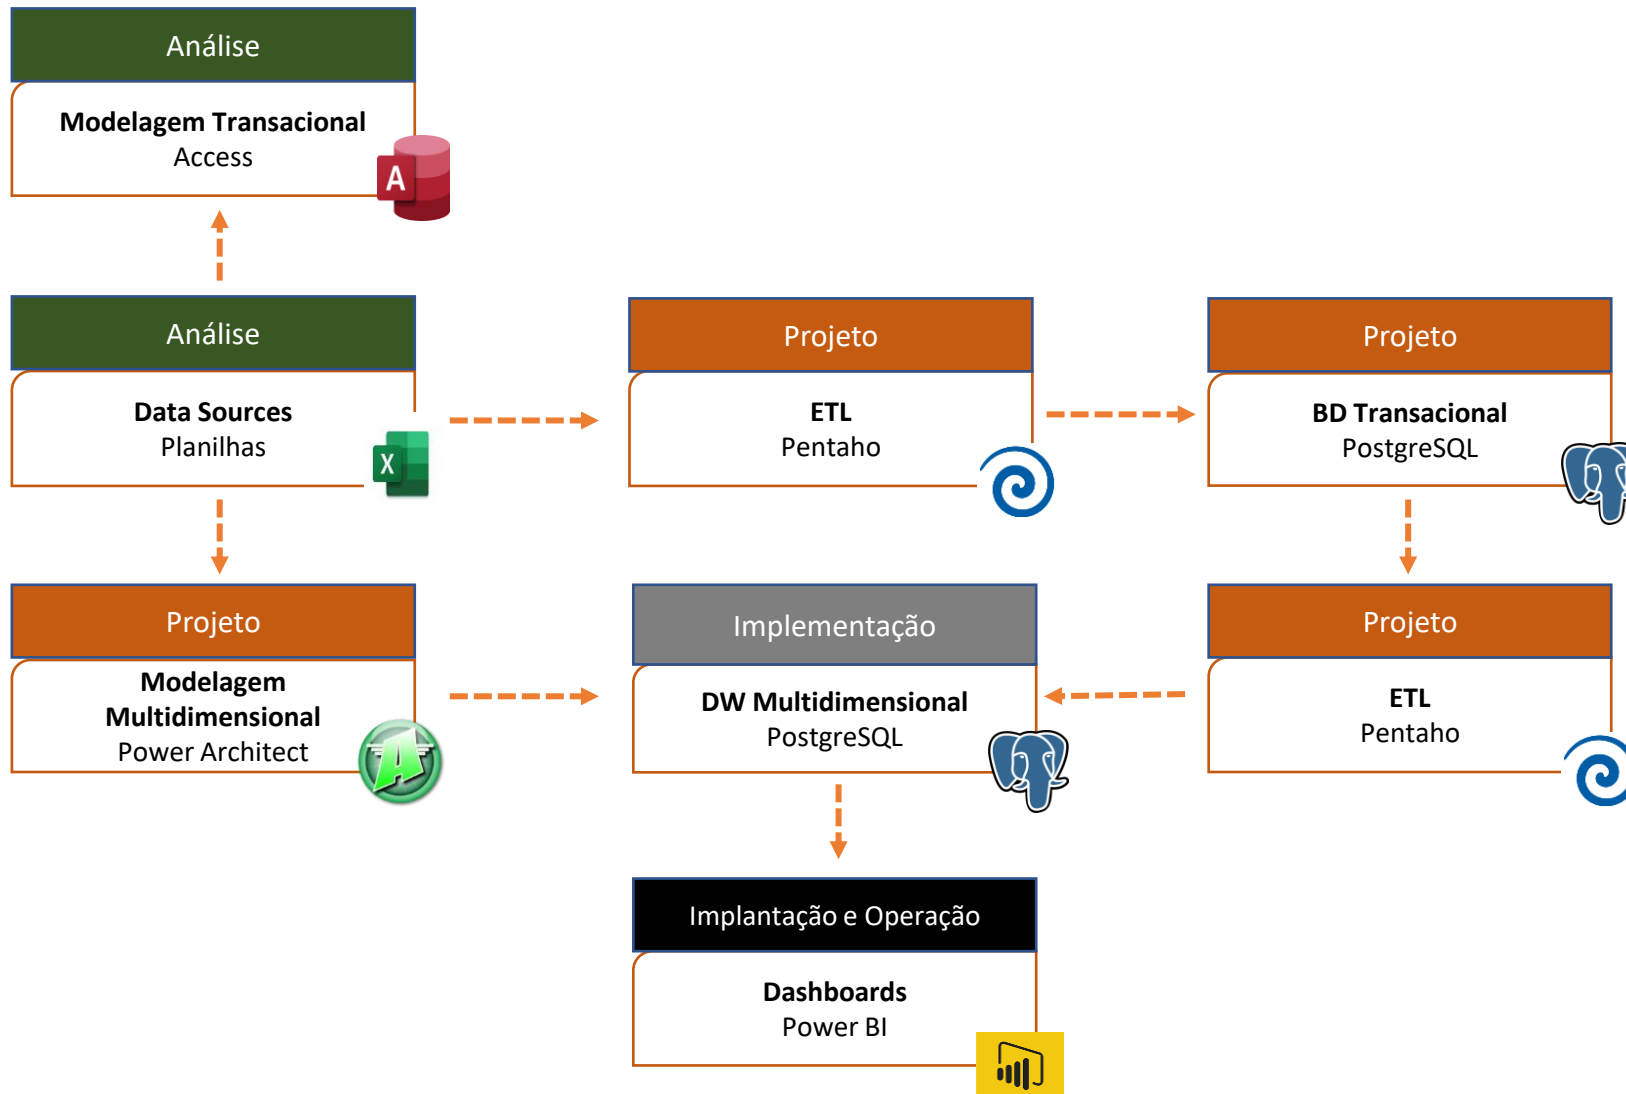 Análise
Modelagem Transacional
Access
A
Análise
Data Sources
Planilhas
X
Projeto
ETL
Pentaho
Projeto
BD Transacional
PostgreSQL
Projeto
Modelagem
Multidimensional
Power Architect
A
Implementação
DW Multidimensional
PostgreSQL
Projeto
ETL
Pentaho
Implantação e Operação
Dashboards
Power BI